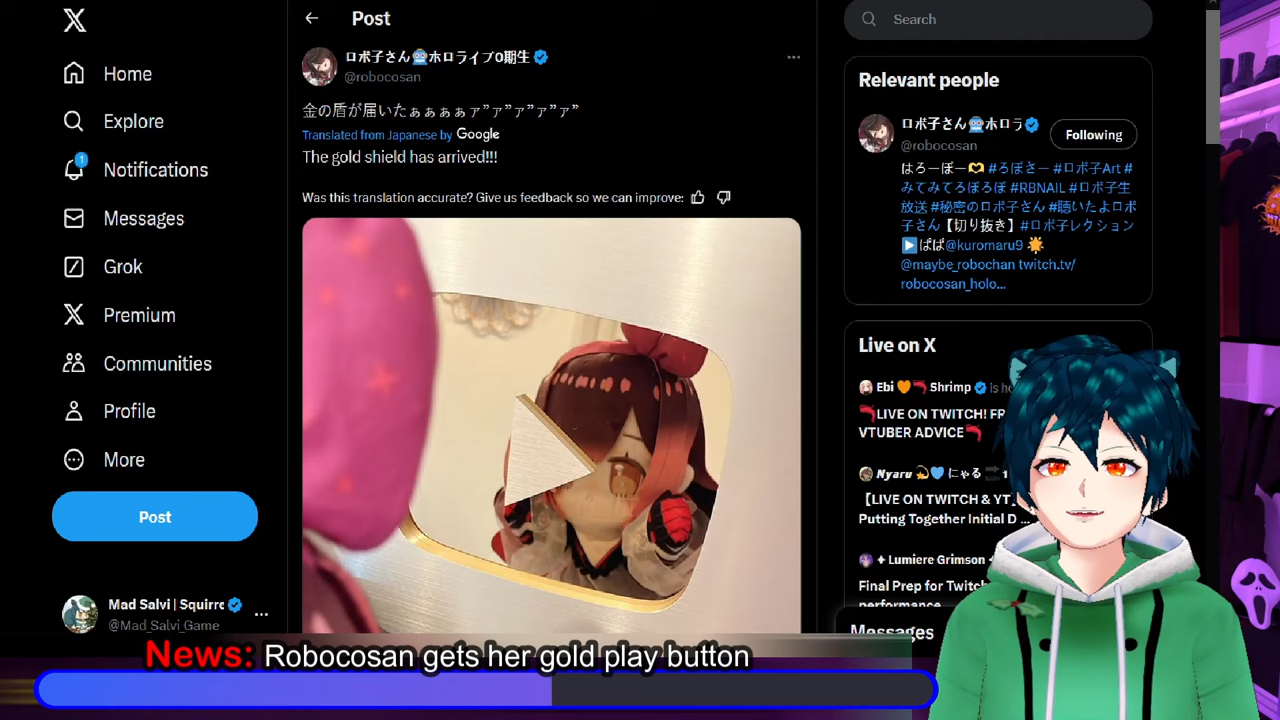 Home
Explore
1
Notifications
Messages
Grok
Premium
Communities
Profile
More
Post
Mad Salvi | Squirre
@Mad_Salvi_Game
Post
ロボ子さん🤖ホロライブ0期生
@robocosan
金の盾が届いたぁぁぁぁァ”ァ”ァ”ァ”ァ”
Translated from Japanese by Google
The gold shield has arrived!!!
Was this translation accurate? Give us feedback so we can improve:
Search
Relevant people
ロボ子さん🤖ホロラ
@robocosan
Following
はろーぼー🫶 #ろぼさー #ロボ子Art #
みてみてろぼろぼ #RBNAIL #ロボ子生
放送 #秘密のロボ子さん #聴いたよロボ
子さん【切り抜き】#ロボ子レクション
▶️ぱぱ@kuromaru9 🌟
@maybe_robochan twitch.tv/
robocosan_holo...
Live on X
Ebi 🧡🦐 Shrimp is h
🦐LIVE ON TWITCH! FR
VTUBER ADVICE🦐
Nyaru 💫💙 にゃる
【LIVE ON TWITCH & YT
Putting Together Initial D ...
✦ Lumiere Grimson ✦
Final Prep for Twitch
performance
Messages
News: Robocosan gets her gold play button